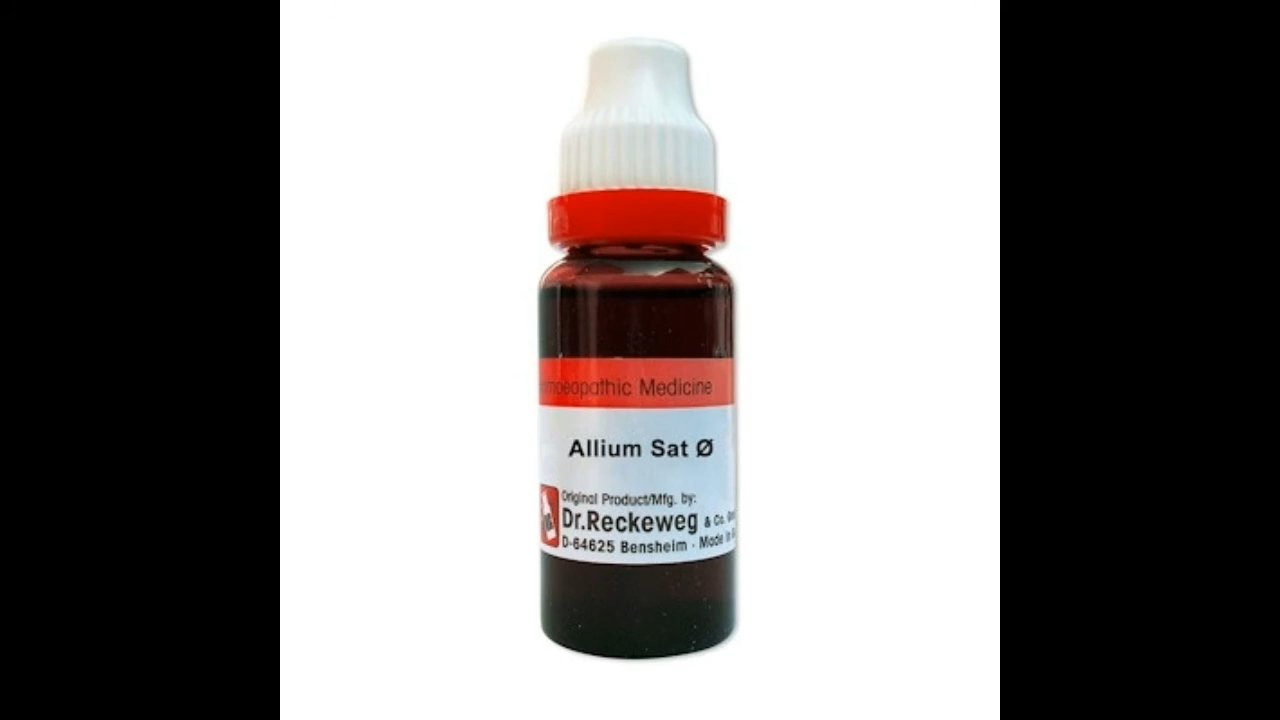 moeopathic Medicine
Allium Sat Ø
Original Product/Mfg. by:
Dr.Reckeweg & Co.
D-64625 Bensheim - Made in